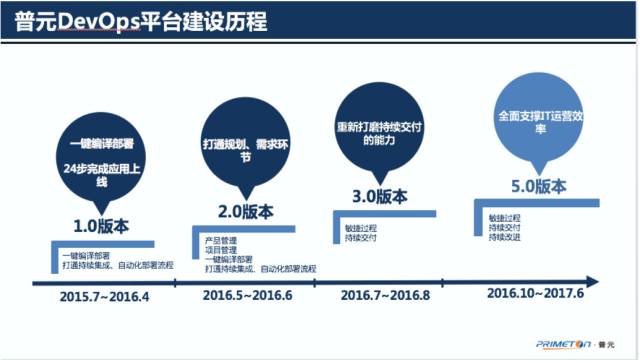 普元DevOps平台建设历程
一键编译部署
24步完成应用上
线
打通规划、需求环
节
重新打磨持续交付
的能力
全面支撑IT运营效
率
1.0版本
2.0版本
3.0版本
5.0版本
一键编译部署
打通持续集成、自动化部署流程
产品管理
项目管理
一键编译部署
打通持续集成、自动化部署流程
敏捷过程
持续交付
敏捷过程
持续交付
持续改进
2015.7~2016.4
2016.5~2016.6
2016.7~2016.8
2016.10~2017.6
PRIMETON·普元